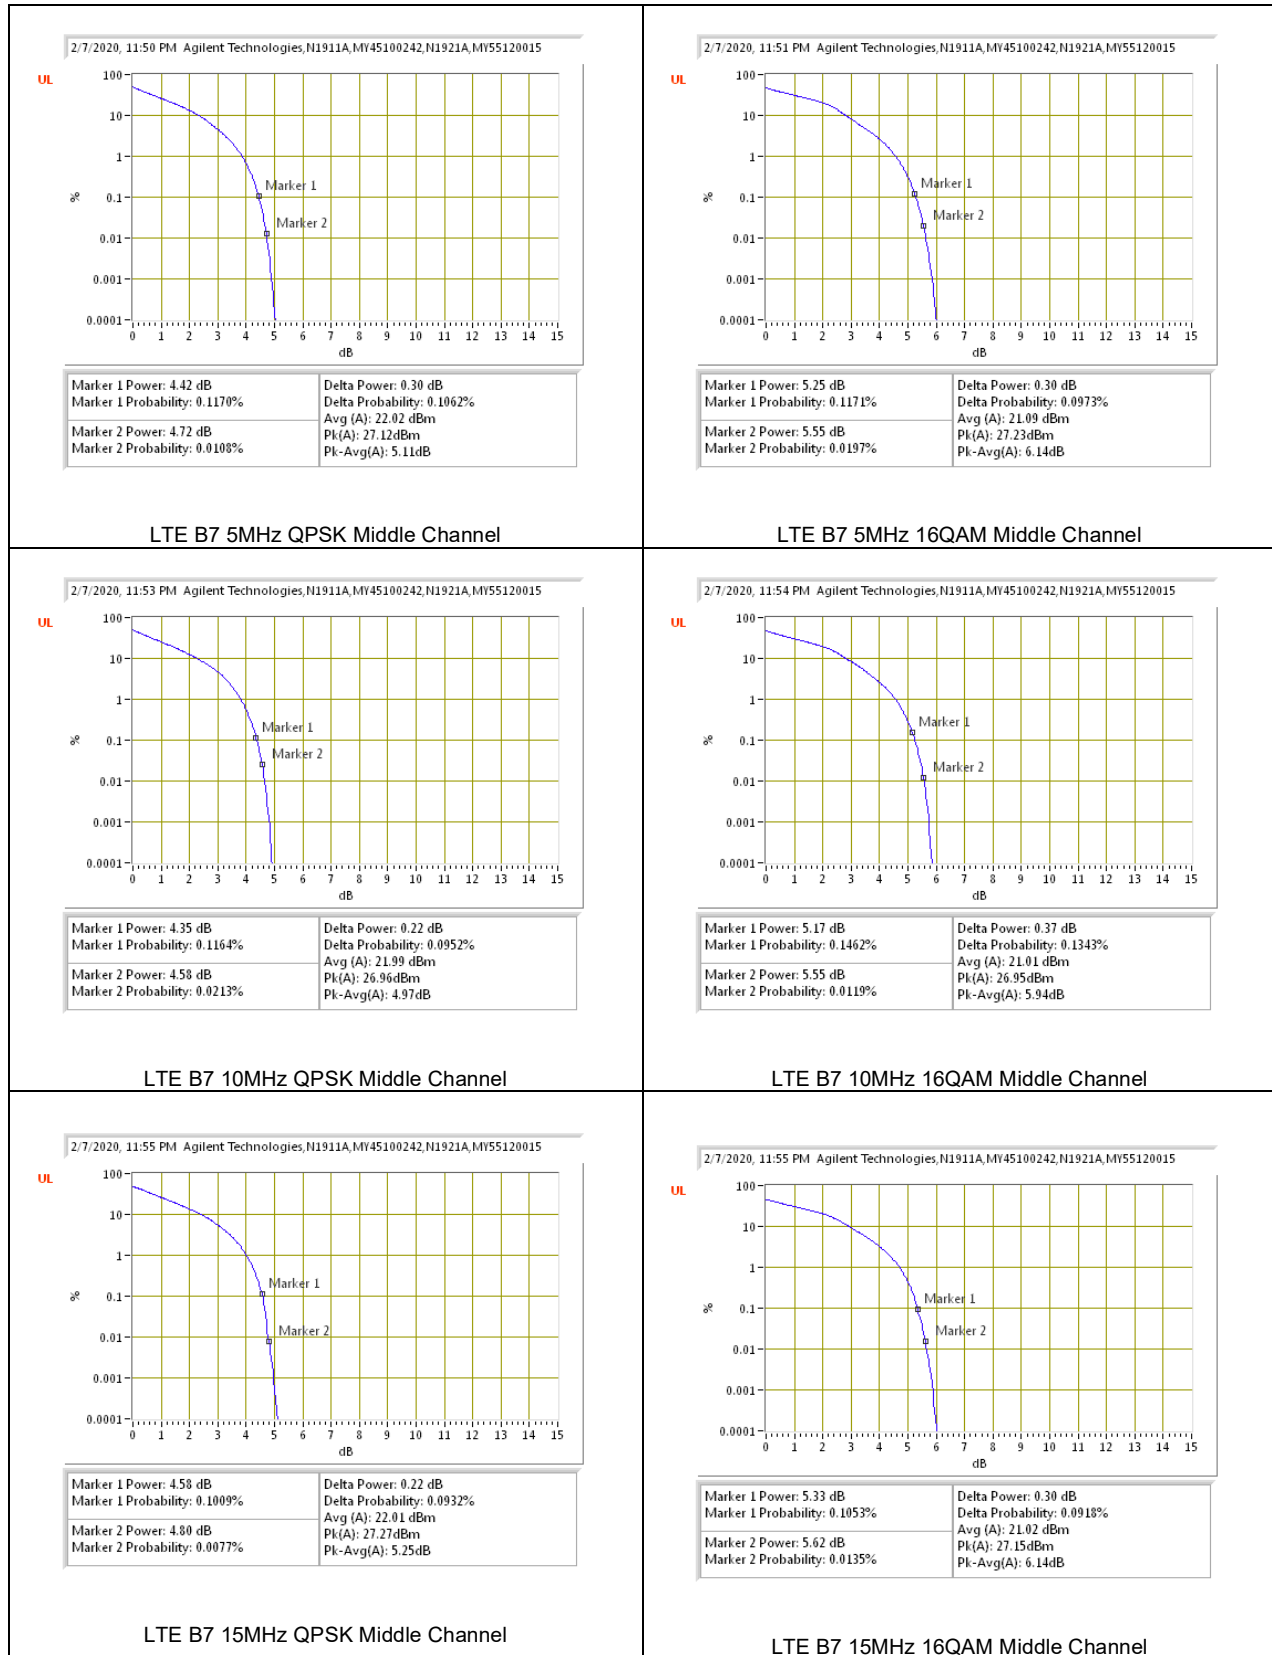 2/7/2020, 11:50 PM Agilent Technologies,N1911A,MY45100242,N1921A,MY55120015
UL
100
10
1
0.1
0.01
0.001
0.0001
%
Marker 1
Marker 2
0 1 2 3 4 5 6 7 8 9 10 11 12 13 14 15
dB
Marker 1 Power: 4.42 dB
Marker 1 Probability: 0.1170%
Marker 2 Power: 4.72 dB
Marker 2 Probability: 0.0108%
Delta Power: 0.30 dB
Delta Probability: 0.1062%
Avg (A): 22.02 dBm
Pk(A): 27.12dBm
Pk-Avg(A): 5.11dB
LTE B7 5MHz QPSK Middle Channel
2/7/2020, 11:51 PM Agilent Technologies,N1911A,MY45100242,N1921A,MY55120015
UL
100
10
1
0.1
0.01
0.001
0.0001
%
Marker 1
Marker 2
0 1 2 3 4 5 6 7 8 9 10 11 12 13 14 15
dB
Marker 1 Power: 5.25 dB
Marker 1 Probability: 0.1171%
Marker 2 Power: 5.55 dB
Marker 2 Probability: 0.0197%
Delta Power: 0.30 dB
Delta Probability: 0.0973%
Avg (A): 21.09 dBm
Pk(A): 27.23dBm
Pk-Avg(A): 6.14dB
LTE B7 5MHz 16QAM Middle Channel
2/7/2020, 11:53 PM Agilent Technologies,N1911A,MY45100242,N1921A,MY55120015
UL
100
10
1
0.1
0.01
0.001
0.0001
%
Marker 1
Marker 2
0 1 2 3 4 5 6 7 8 9 10 11 12 13 14 15
dB
Marker 1 Power: 4.35 dB
Marker 1 Probability: 0.1164%
Marker 2 Power: 4.58 dB
Marker 2 Probability: 0.0213%
Delta Power: 0.22 dB
Delta Probability: 0.0952%
Avg (A): 21.99 dBm
Pk(A): 26.96dBm
Pk-Avg(A): 4.97dB
LTE B7 10MHz QPSK Middle Channel
2/7/2020, 11:54 PM Agilent Technologies,N1911A,MY45100242,N1921A,MY55120015
UL
100
10
1
0.1
0.01
0.001
0.0001
%
Marker 1
Marker 2
0 1 2 3 4 5 6 7 8 9 10 11 12 13 14 15
dB
Marker 1 Power: 5.17 dB
Marker 1 Probability: 0.1462%
Marker 2 Power: 5.55 dB
Marker 2 Probability: 0.0119%
Delta Power: 0.37 dB
Delta Probability: 0.1343%
Avg (A): 21.01 dBm
Pk(A): 26.95dBm
Pk-Avg(A): 5.94dB
LTE B7 10MHz 16QAM Middle Channel
2/7/2020, 11:55 PM Agilent Technologies,N1911A,MY45100242,N1921A,MY55120015
UL
100
10
1
0.1
0.01
0.001
0.0001
%
Marker 1
Marker 2
0 1 2 3 4 5 6 7 8 9 10 11 12 13 14 15
dB
Marker 1 Power: 4.58 dB
Marker 1 Probability: 0.1009%
Marker 2 Power: 4.80 dB
Marker 2 Probability: 0.0077%
Delta Power: 0.22 dB
Delta Probability: 0.0932%
Avg (A): 22.01 dBm
Pk(A): 27.27dBm
Pk-Avg(A): 5.25dB
LTE B7 15MHz QPSK Middle Channel
2/7/2020, 11:55 PM Agilent Technologies,N1911A,MY45100242,N1921A,MY55120015
UL
100
10
1
0.1
0.01
0.001
0.0001
%
Marker 1
Marker 2
0 1 2 3 4 5 6 7 8 9 10 11 12 13 14 15
dB
Marker 1 Power: 5.33 dB
Marker 1 Probability: 0.1053%
Marker 2 Power: 5.62 dB
Marker 2 Probability: 0.0135%
Delta Power: 0.30 dB
Delta Probability: 0.0918%
Avg (A): 21.02 dBm
Pk(A): 27.15dBm
Pk-Avg(A): 6.14dB
LTE B7 15MHz 16QAM Middle Channel